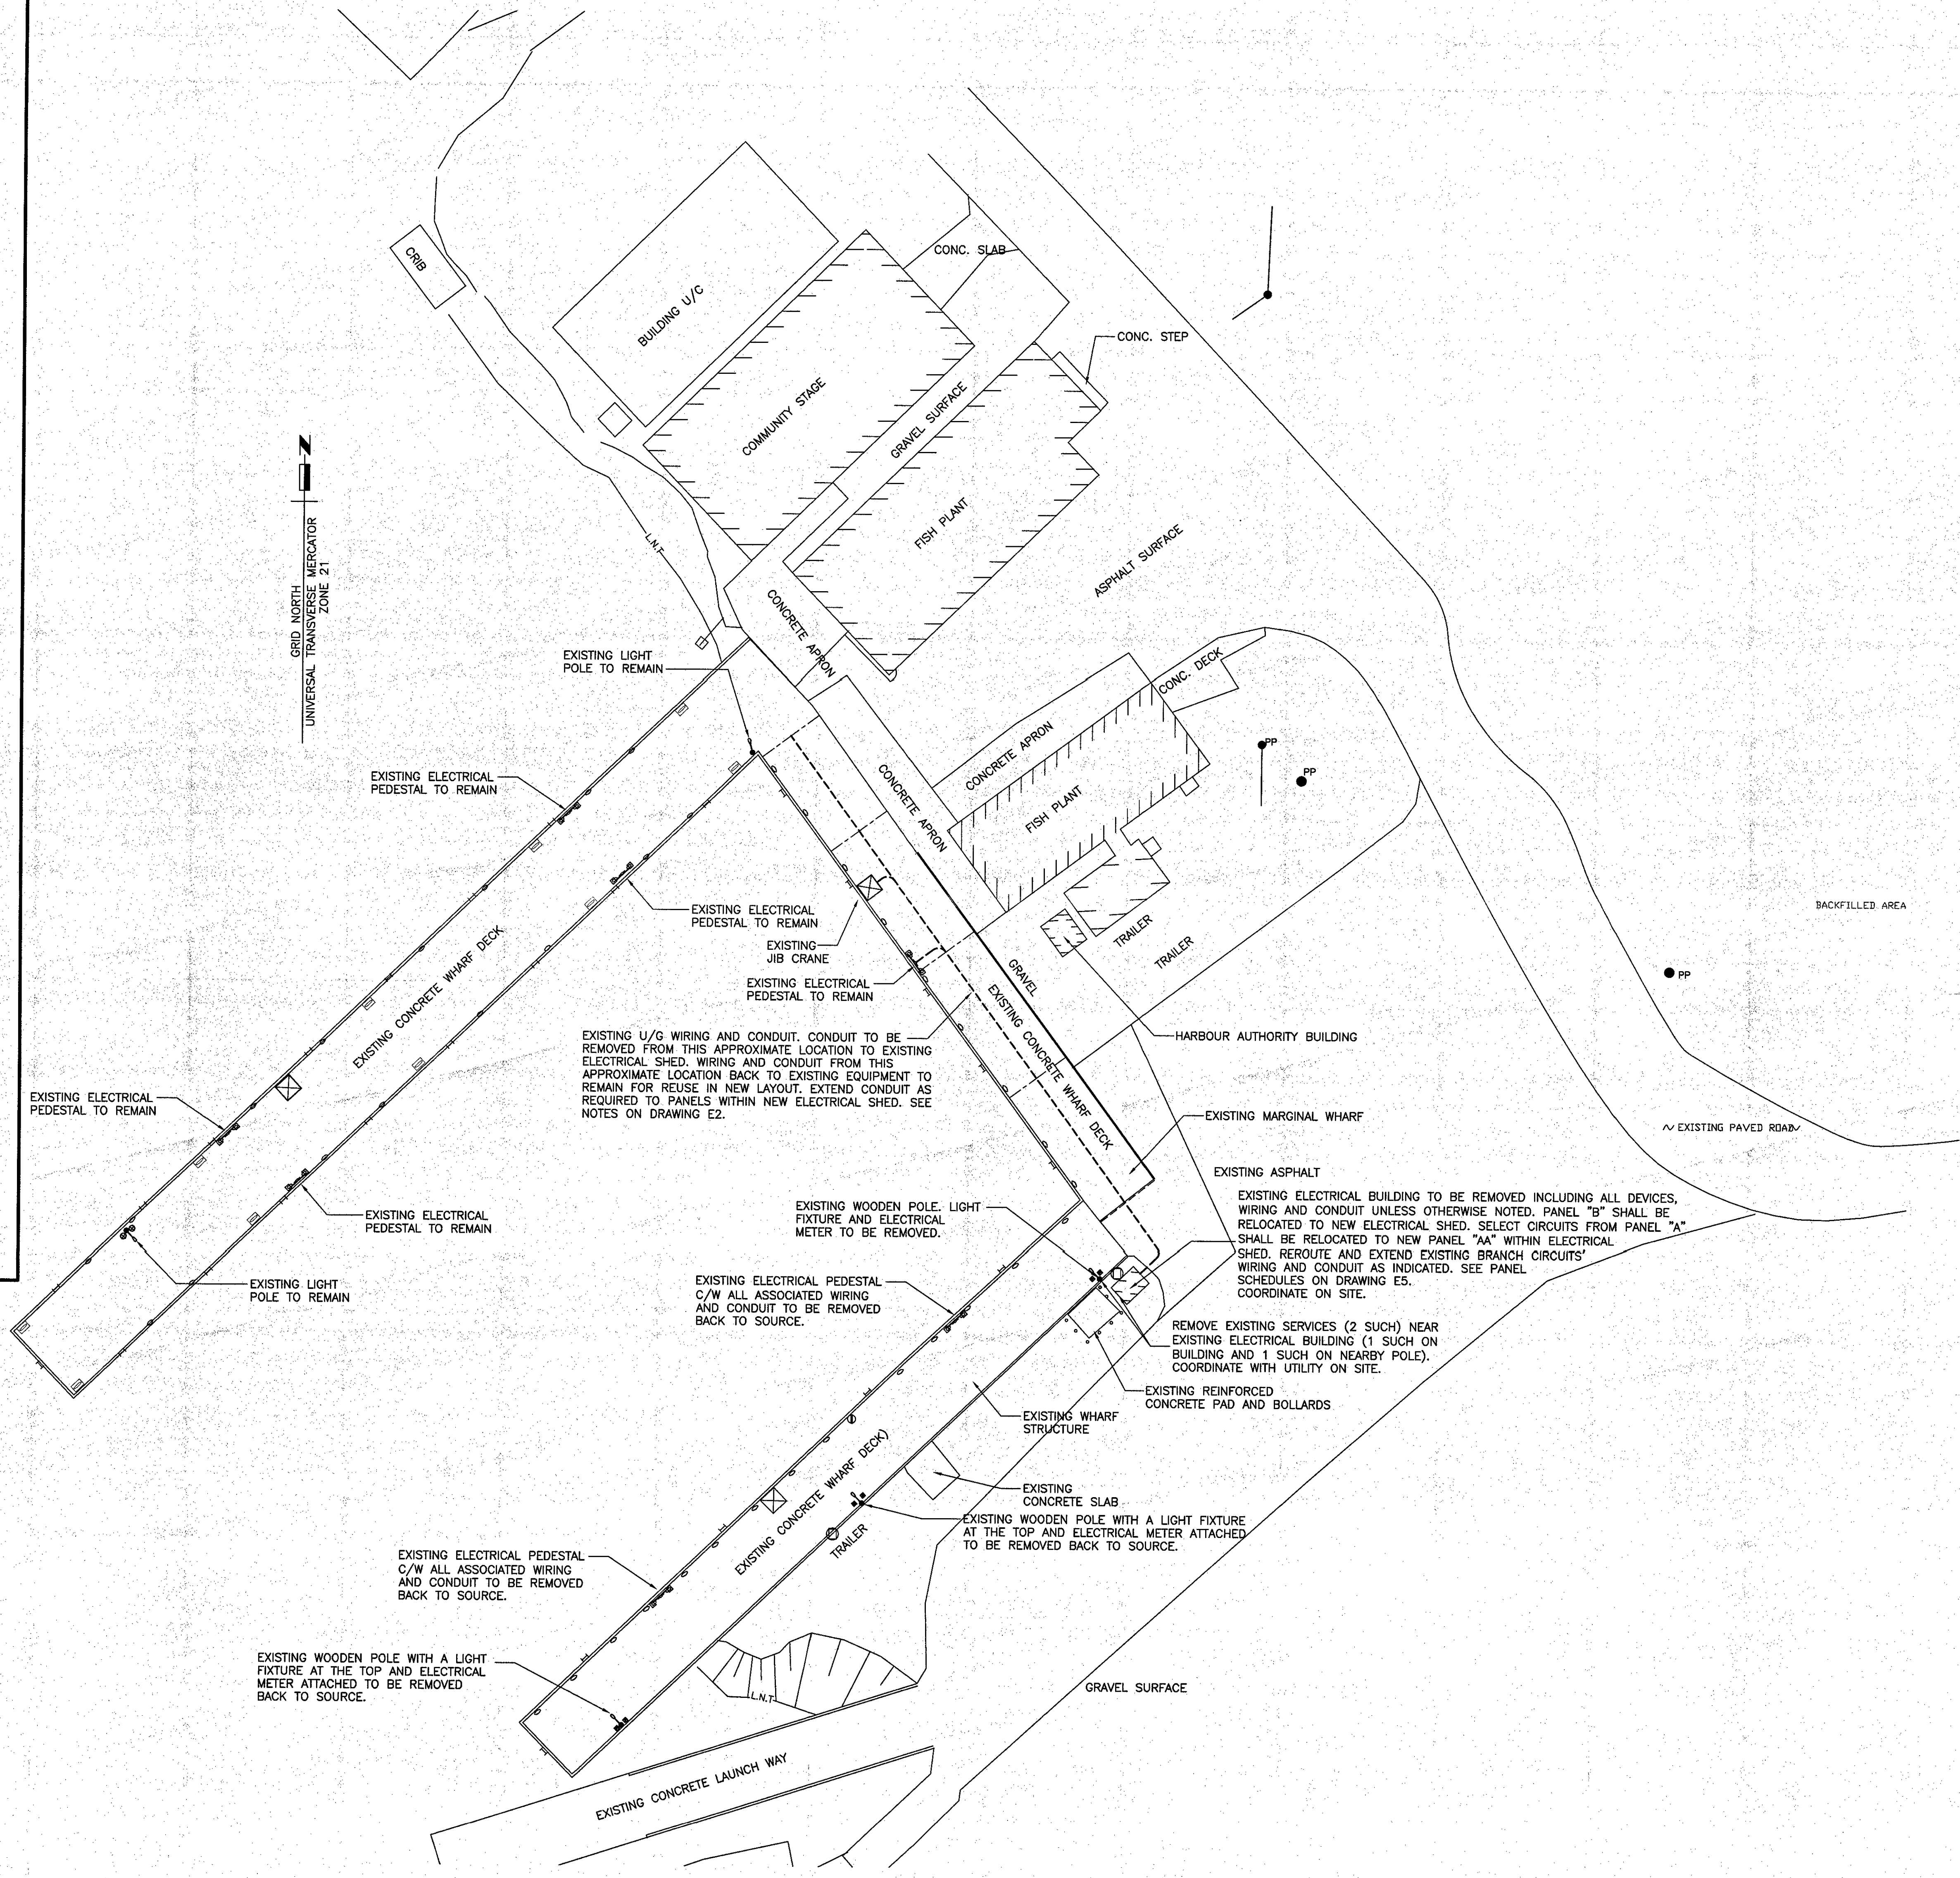 CRIB
BUILDING U/C
CONC. SLAB
CONC. STEP
COMMUNITY STAGE
GRAVEL SURFACE
FISH PLANT
ASPHALT SURFACE
L.N.T
N
GRID NORTH
UNIVERSAL TRANSVERSE MERCATOR
ZONE 21
CONCRETE APRON
EXISTING LIGHT
POLE TO REMAIN
CONC. DECK
CONCRETE APRON
PP
PP
CONCRETE APRON
FISH PLANT
EXISTING ELECTRICAL
PEDESTAL TO REMAIN
EXISTING ELECTRICAL
PEDESTAL TO REMAIN
EXISTING
JIB CRANE
EXISTING ELECTRICAL
PEDESTAL TO REMAIN
TRAILER
TRAILER
BACKFILLED AREA
PP
GRAVEL
EXISTING CONCRETE WHARF DECK
EXISTING CONCRETE WHARF DECK
HARBOUR AUTHORITY BUILDING
EXISTING U/G WIRING AND CONDUIT. CONDUIT TO BE
REMOVED FROM THIS APPROXIMATE LOCATION TO EXISTING
ELECTRICAL SHED. WIRING AND CONDUIT FROM THIS
APPROXIMATE LOCATION BACK TO EXISTING EQUIPMENT TO
REMAIN FOR REUSE IN NEW LAYOUT. EXTEND CONDUIT AS
REQUIRED TO PANELS WITHIN NEW ELECTRICAL SHED. SEE
NOTES ON DRAWING E2.
EXISTING ELECTRICAL
PEDESTAL TO REMAIN
EXISTING MARGINAL WHARF
~ EXISTING PAVED ROAD~
EXISTING ASPHALT
EXISTING ELECTRICAL BUILDING TO BE REMOVED INCLUDING ALL DEVICES,
WIRING AND CONDUIT UNLESS OTHERWISE NOTED. PANEL "B" SHALL BE
RELOCATED TO NEW ELECTRICAL SHED. SELECT CIRCUITS FROM PANEL "A"
SHALL BE RELOCATED TO NEW PANEL "AA" WITHIN ELECTRICAL
SHED. REROUTE AND EXTEND EXISTING BRANCH CIRCUITS'
WIRING AND CONDUIT AS INDICATED. SEE PANEL
SCHEDULES ON DRAWING E5.
COORDINATE ON SITE.
EXISTING WOODEN POLE. LIGHT
FIXTURE AND ELECTRICAL
METER TO BE REMOVED.
EXISTING ELECTRICAL
PEDESTAL TO REMAIN
EXISTING LIGHT
POLE TO REMAIN
EXISTING ELECTRICAL PEDESTAL
C/W ALL ASSOCIATED WIRING
AND CONDUIT TO BE REMOVED
BACK TO SOURCE.
REMOVE EXISTING SERVICES (2 SUCH) NEAR
EXISTING ELECTRICAL BUILDING (1 SUCH ON
BUILDING AND 1 SUCH ON NEARBY POLE).
COORDINATE WITH UTILITY ON SITE.
EXISTING REINFORCED
CONCRETE PAD AND BOLLARDS
EXISTING WHARF
STRUCTURE
EXISTING CONCRETE WHARF DECK)
EXISTING
CONCRETE SLAB
EXISTING WOODEN POLE WITH A LIGHT FIXTURE
AT THE TOP AND ELECTRICAL METER ATTACHED
TO BE REMOVED BACK TO SOURCE.
TRAILER
EXISTING ELECTRICAL PEDESTAL
C/W ALL ASSOCIATED WIRING
AND CONDUIT TO BE REMOVED
BACK TO SOURCE.
EXISTING WOODEN POLE WITH A LIGHT
FIXTURE AT THE TOP AND ELECTRICAL
METER ATTACHED TO BE REMOVED
BACK TO SOURCE.
L.N.T
GRAVEL SURFACE
EXISTING CONCRETE LAUNCH WAY